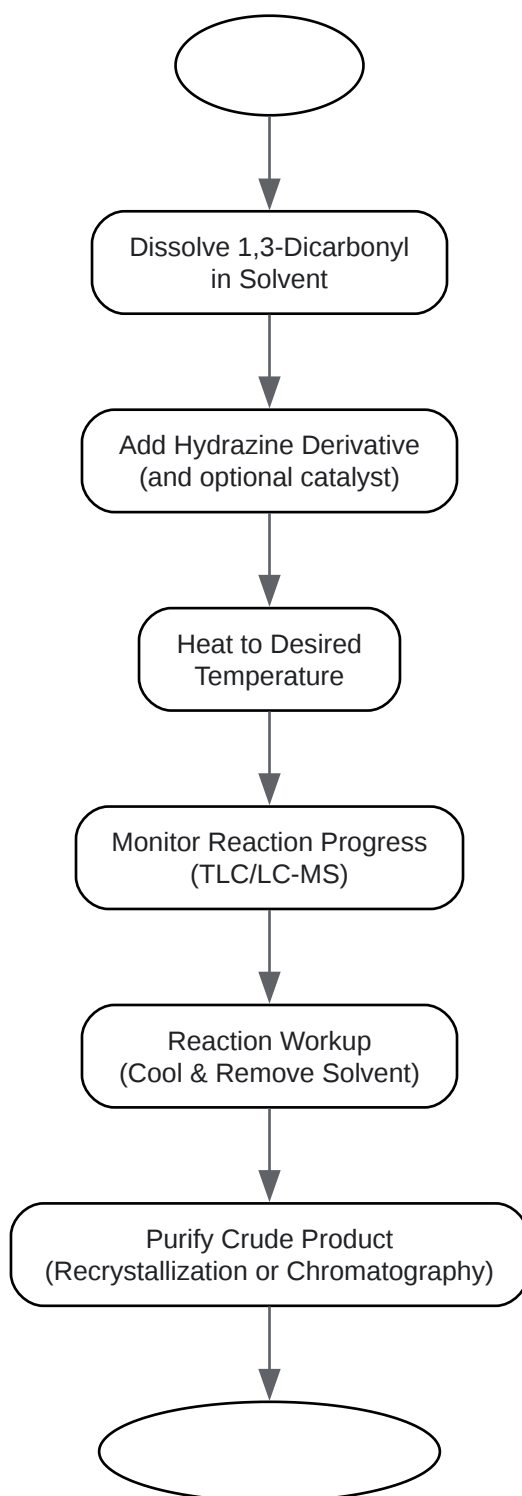 Dissolve 1,3-Dicarbonyl
in Solvent
Add Hydrazine Derivative
(and optional catalyst)
Heat to Desired
Temperature
Monitor Reaction Progress
(TLC/LC-MS)
Reaction Workup
(Cool & Remove Solvent)
Purify Crude Product
(Recrystallization or Chromatography)